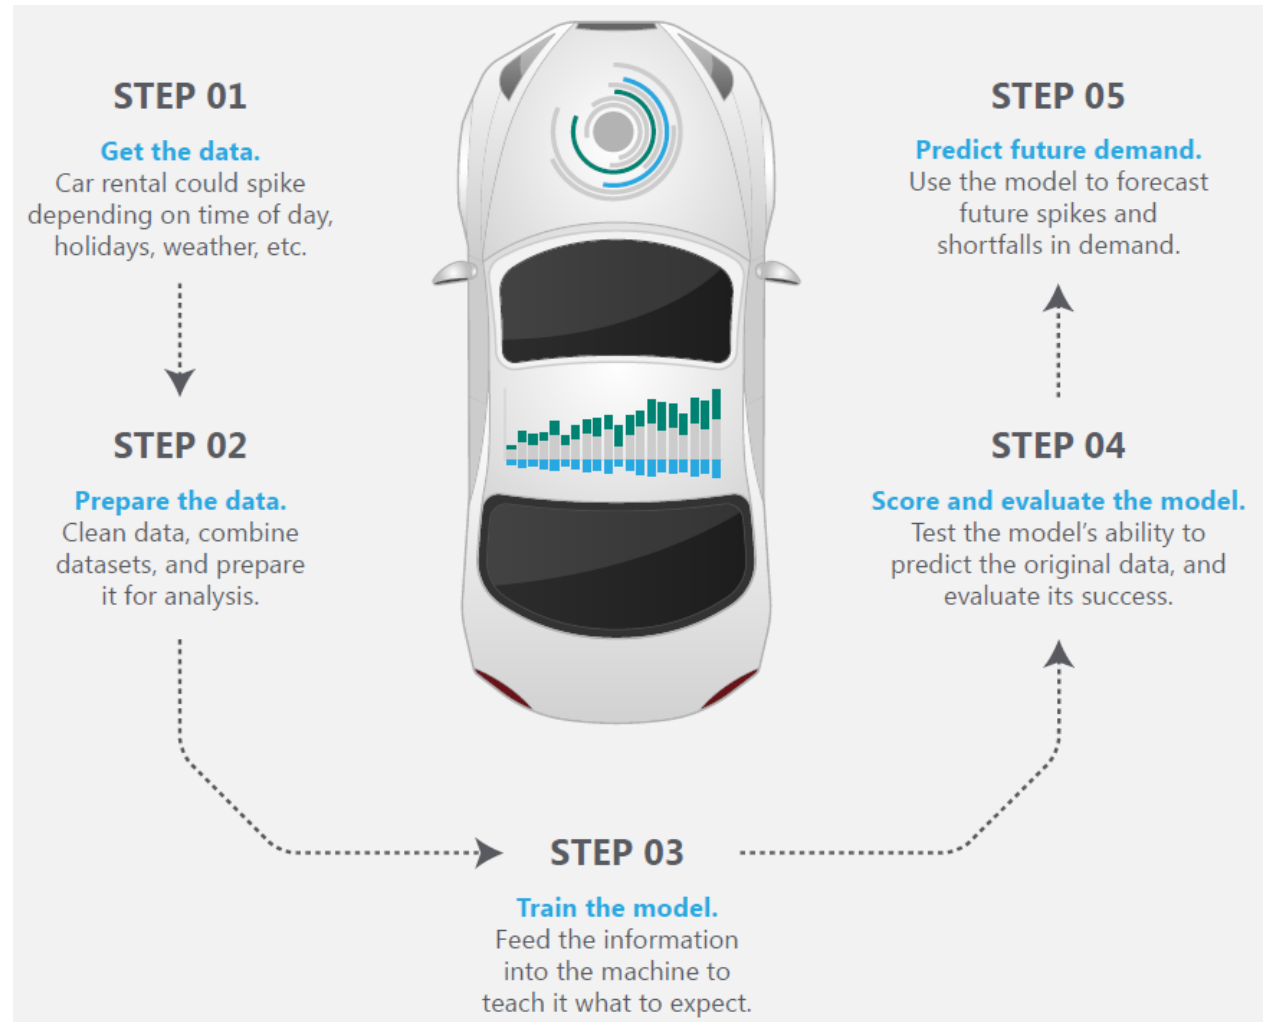 STEP 01
Get the data.
Car rental could spike
depending on time of day,
holidays, weather, etc.
STEP 02
Prepare the data.
Clean data, combine
datasets, and prepare
it for analysis.
STEP 03
Train the model.
Feed the information
into the machine to
teach it what to expect.
STEP 04
Score and evaluate the model.
Test the model’s ability to
predict the original data, and
evaluate its success.
STEP 05
Predict future demand.
Use the model to forecast
future spikes and
shortfalls in demand.